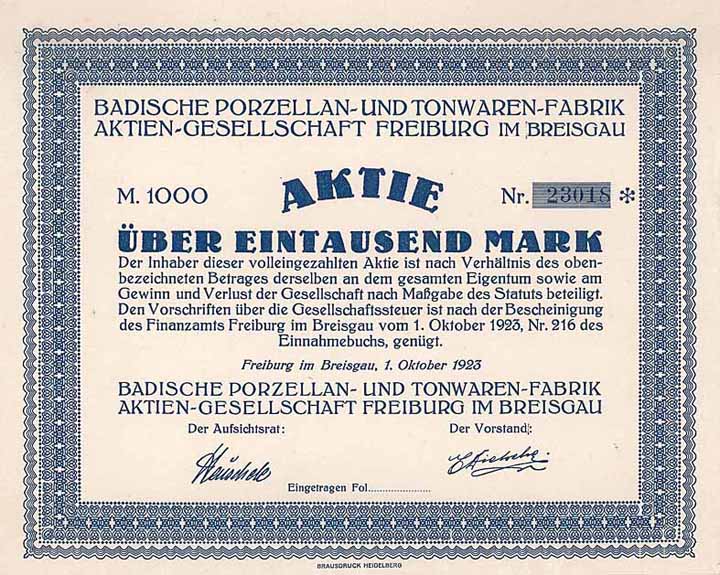 BADISCHE PORZELLAN- UND TONWAREN-FABRIK
AKTIEN-GESELLSCHAFT FREIBURG IM BREISGAU
M. 1000 AKTIE Nr. 23018 *
ÜBER EINTAUSEND MARK
Der Inhaber dieser volleingezahlten Aktie ist nach Verhältnis des oben-
bezeichneten Betrages derselben an dem gesamten Eigentum sowie am
Gewinn und Verlust der Gesellschaft nach Maßgabe des Statuts beteiligt.
Den Vorschriften über die Gesellschaftssteuer ist nach der Bescheinigung
des Finanzamts Freiburg im Breisgau vom 1. Oktober 1923, Nr. 216 des
Einnahmebuchs, genügt.
Freiburg im Breisgau, 1. Oktober 1923
BADISCHE PORZELLAN- UND TONWAREN-FABRIK
AKTIEN-GESELLSCHAFT FREIBURG IM BREISGAU
Der Aufsichtsrat: Der Vorstand:
Eingetragen Fol....................
BRAUSDRUCK HEIDELBERG